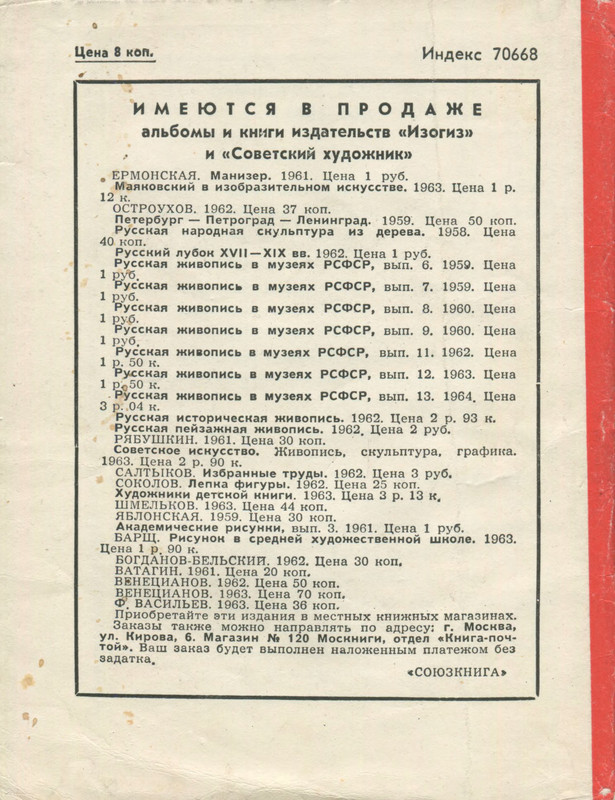 Цена 8 коп.
Индекс 70668
ИМЕЮТСЯ В ПРОДАЖЕ
альбомы и книги издательств «Изогиз»
и «Советский художник»
ЕРМОНСКАЯ. Манизер. 1961. Цена 1 руб.
Маяковский в изобразительном искусстве. 1963. Цена 1 р.
12 к.
ОСТРОУХОВ. 1962. Цена 37 коп.
Петербург — Петроград — Ленинград. 1959. Цена 50 коп.
Русская народная скульптура из дерева. 1958. Цена
40 коп.
Русский лубок XVII—XIX вв. 1962. Цена 1 руб.
Русская живопись в музеях РСФСР, вып. 6. 1959. Цена
1 руб.
Русская живопись в музеях РСФСР, вып. 7. 1959. Цена
1 руб.
Русская живопись в музеях РСФСР, вып. 8. 1960. Цена
1 руб.
Русская живопись в музеях РСФСР, вып. 9. 1960. Цена
1 руб.
Русская живопись в музеях РСФСР, вып. 11. 1962. Цена
1 р. 50 к.
Русская живопись в музеях РСФСР, вып. 12. 1963. Цена
1 р. 50 к.
Русская живопись в музеях РСФСР, вып. 13. 1964. Цена
3 р. 04 к.
Русская историческая живопись. 1962. Цена 2 р. 93 к.
Русская пейзажная живопись. 1962. Цена 2 руб.
РЯБУШКИН. 1961. Цена 30 коп.
Советское искусство. Живопись, скульптура, графика.
1963. Цена 2 р. 90 к.
САЛТЫКОВ. Избранные труды. 1962. Цена 3 руб.
СОКОЛОВ. Лепка фигуры. 1962. Цена 25 коп.
Художники детской книги. 1963. Цена 3 р. 13 к.
ШМЕЛЬКОВ. 1963. Цена 44 коп.
ЯБЛОНСКАЯ. 1959. Цена 30 коп.
Академические рисунки, вып. 3. 1961. Цена 1 руб.
БАРЩ. Рисунок в средней художественной школе. 1963.
Цена 1 р. 90 к.
БОГДАНОВ-БЕЛЬСКИЙ. 1962. Цена 30 коп.
ВАТАГИН. 1961. Цена 20 коп.
ВЕНЕЦИАНОВ. 1962. Цена 50 коп.
ВЕНЕЦИАНОВ. 1963. Цена 70 коп.
Ф. ВАСИЛЬЕВ. 1963. Цена 36 коп.
Приобретайте эти издания в местных книжных магазинах.
Заказы также можно направлять по адресу: г. Москва,
ул. Кирова, 6. Магазин № 120 Москниги, отдел «Книга-поч-
той». Ваш заказ будет выполнен наложенным платежом без
задатка.
«СОЮЗКНИГА»